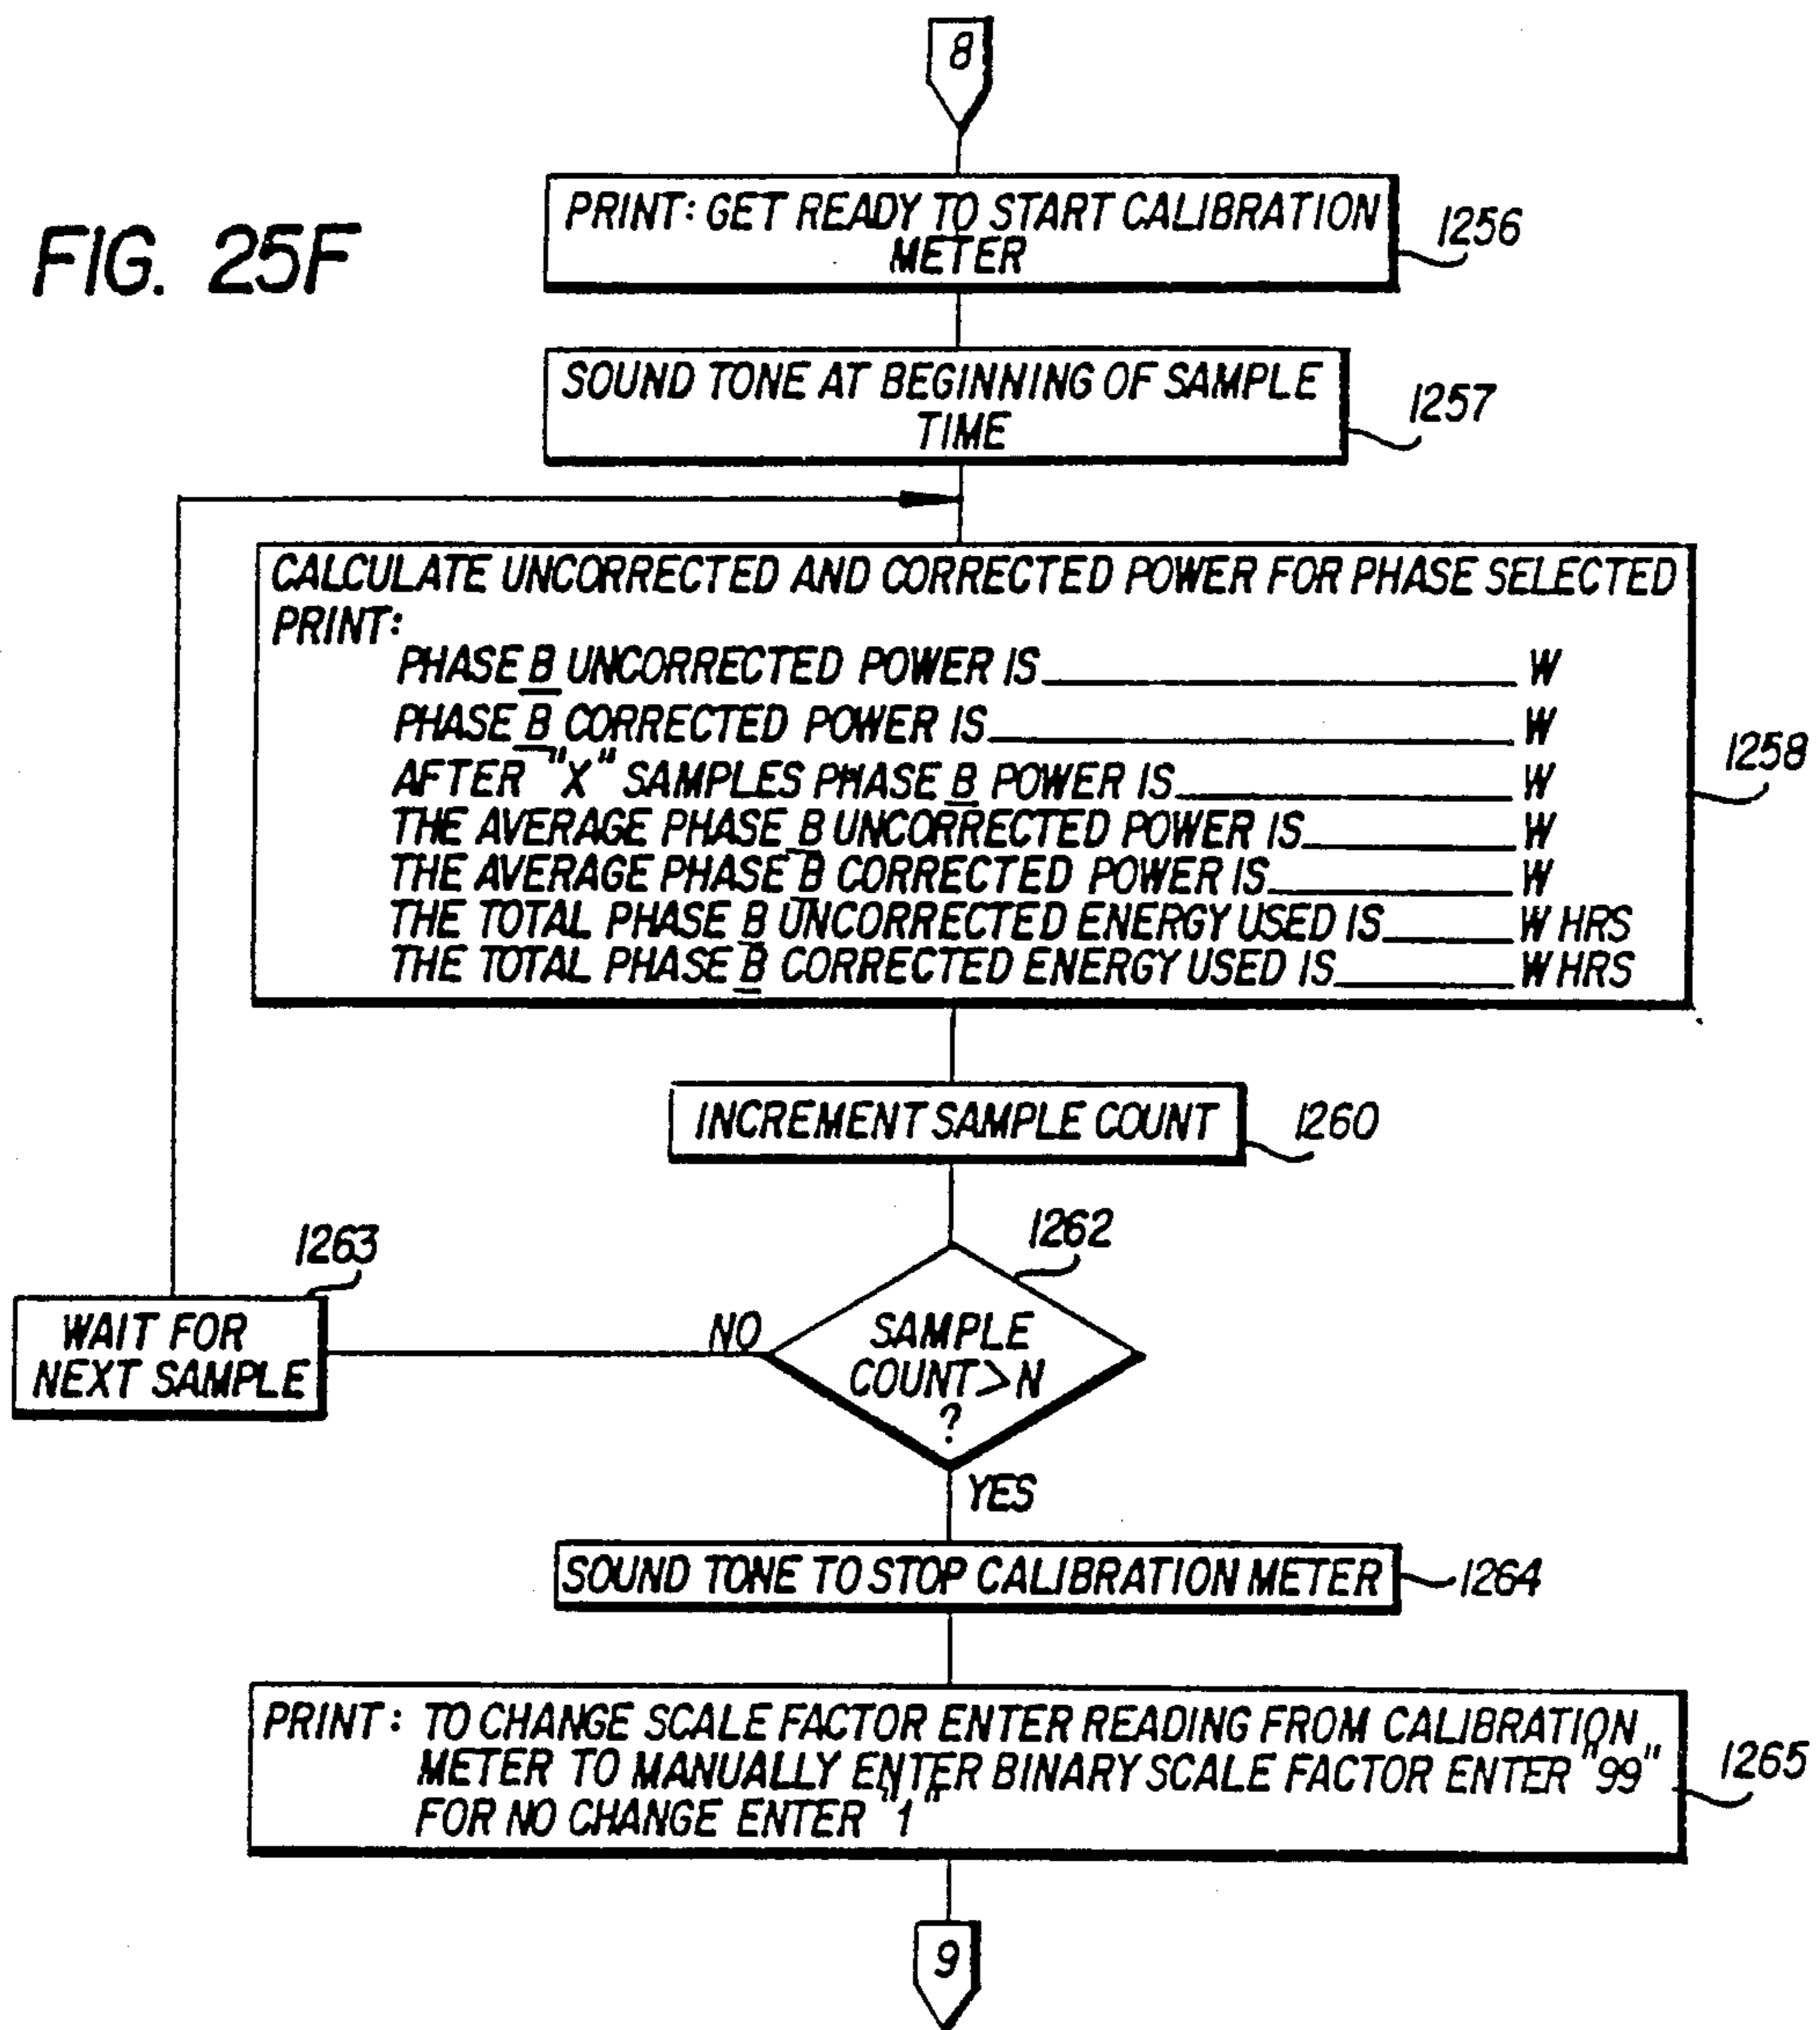 8
FIG. 25F
PRINT: GET READY TO START CALIBRATION
METER
1256
SOUND TONE AT BEGINNING OF SAMPLE
TIME
1257
CALCULATE UNCORRECTED AND CORRECTED POWER FOR PHASE SELECTED
PRINT:
PHASE B UNCORRECTED POWER IS W
PHASE B CORRECTED POWER IS W
AFTER "X" SAMPLES PHASE B POWER IS W
THE AVERAGE PHASE B UNCORRECTED POWER IS W
THE AVERAGE PHASE B CORRECTED POWER IS W
THE TOTAL PHASE B UNCORRECTED ENERGY USED IS W HRS
THE TOTAL PHASE B CORRECTED ENERGY USED IS W HRS
1258
INCREMENT SAMPLE COUNT
1260
1262
1263
WAIT FOR
NEXT SAMPLE
NO
SAMPLE
COUNT>N
?
YES
SOUND TONE TO STOP CALIBRATION METER
1264
PRINT: TO CHANGE SCALE FACTOR ENTER READING FROM CALIBRATION
METER TO MANUALLY ENTER BINARY SCALE FACTOR ENTER "99"
FOR NO CHANGE ENTER "1"
1265
9